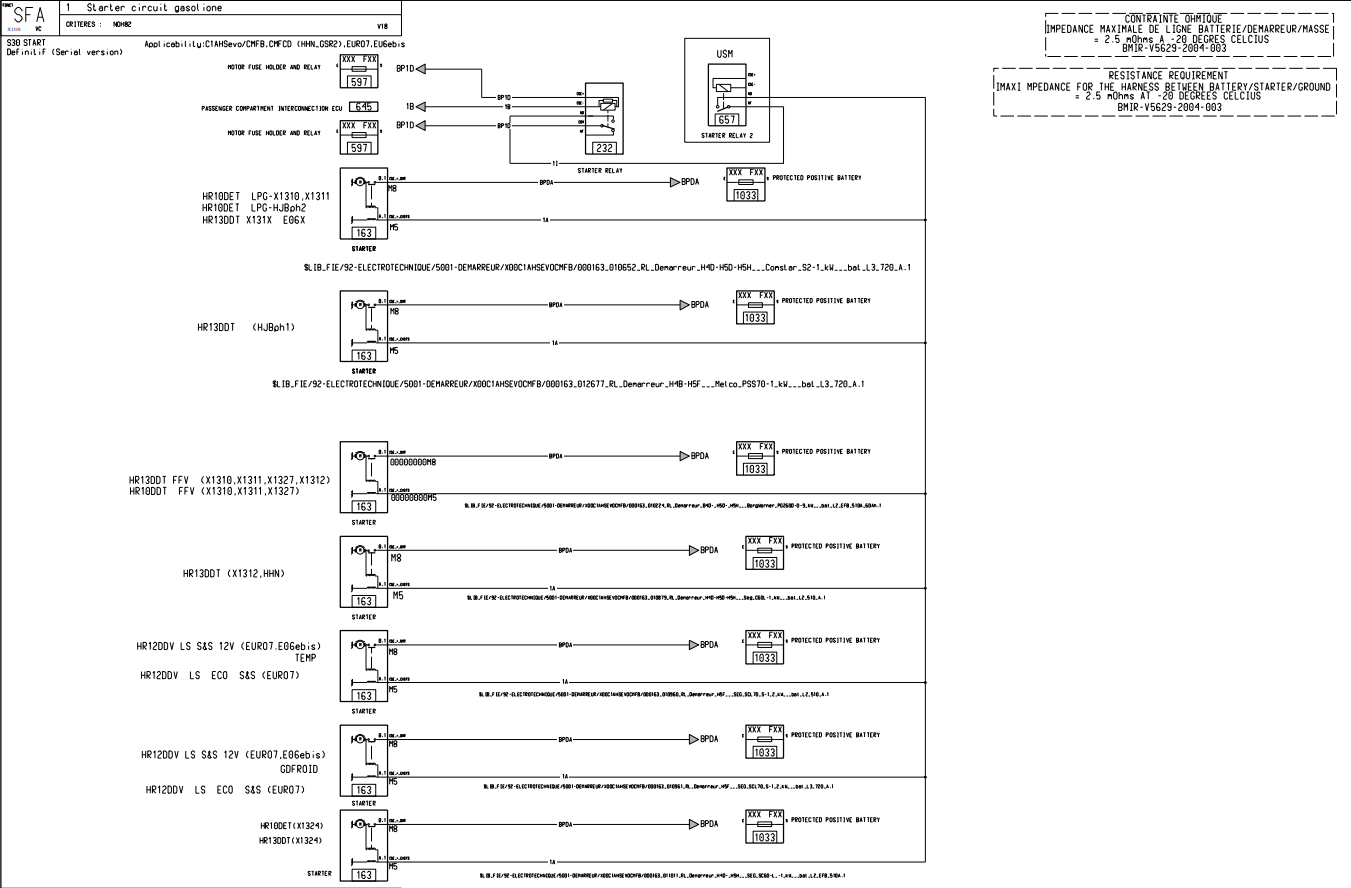 SFA
VC
1 Starter circuit gasolione
CRITERES : NOHB2
V18
S30 START
DefinitiF (Serial version)
Applicability:C1AHSevo/CMFB,CMFCD (HHN_GSR2),EURO7,EU6ebis
CONTRAINTE OHMIQUE
IMPEDANCE MAXIMALE DE LIGNE BATTERIE/DEMARREUR/MASSE
= 2.5 mOhms A -20 DEGRES CELCIUS
BMIR-V5629-2004-003
RESISTANCE REQUIREMENT
IMAXI MPEDANCE FOR THE HARNESS BETWEEN BATTERY/STARTER/GROUND
= 2.5 mOhms AT -20 DEGREES CELCIUS
BMIR-V5629-2004-003
MOTOR FUSE HOLDER AND RELAY
XXX FXX
597
BP1D
BP1D
PASSENGER COMPARTMENT INTERCONNECTION ECU
645
1B
1B
MOTOR FUSE HOLDER AND RELAY
XXX FXX
597
BP1D
BP1D
232
STARTER RELAY
USM
657
STARTER RELAY 2
1I
HR10DET LPG-X1310,X1311
HR10DET LPG-HJBph2
HR13DDT X131X E06X
M8
BPDA
BPDA
XXX FXX
1033
PROTECTED POSITIVE BATTERY
M5
1A
163
STARTER
$LIB_FIE/92-ELECTROTECHNIQUE/5001-DEMARREUR/X00C1AHSEVOCMFB/000163_010652_RL_Demarreur_H4D-H5D-H5H___Comstar_S2-1_kW___bat_L3_720_A.1
HR13DDT (HJBph1)
M8
BPDA
BPDA
XXX FXX
1033
PROTECTED POSITIVE BATTERY
M5
1A
163
STARTER
$LIB_FIE/92-ELECTROTECHNIQUE/5001-DEMARREUR/X00C1AHSEVOCMFB/000163_012677_RL_Demarreur_H4B-H5F___Melco_PSS70-1_kW___bat_L3_720_A.1
HR13DDT FFV (X1310,X1311,X1327,X1312)
HR10DDT FFV (X1310,X1311,X1327)
00000000M8
BPDA
BPDA
XXX FXX
1033
PROTECTED POSITIVE BATTERY
00000000M5
163
STARTER
HR13DDT (X1312,HHN)
M8
BPDA
BPDA
XXX FXX
1033
PROTECTED POSITIVE BATTERY
M5
1A
163
STARTER
HR12DDV LS S&S 12V (EURO7.E06ebis)
TEMP
HR12DDV LS ECO S&S (EURO7)
M8
BPDA
BPDA
XXX FXX
1033
PROTECTED POSITIVE BATTERY
M5
1A
163
STARTER
HR12DDV LS S&S 12V (EURO7,E06ebis)
GDFROID
HR12DDV LS ECO S&S (EURO7)
M8
BPDA
BPDA
XXX FXX
1033
PROTECTED POSITIVE BATTERY
M5
1A
163
STARTER
HR10DET(X1324)
HR13DDT(X1324)
M8
BPDA
BPDA
XXX FXX
1033
PROTECTED POSITIVE BATTERY
M5
1A
STARTER
163